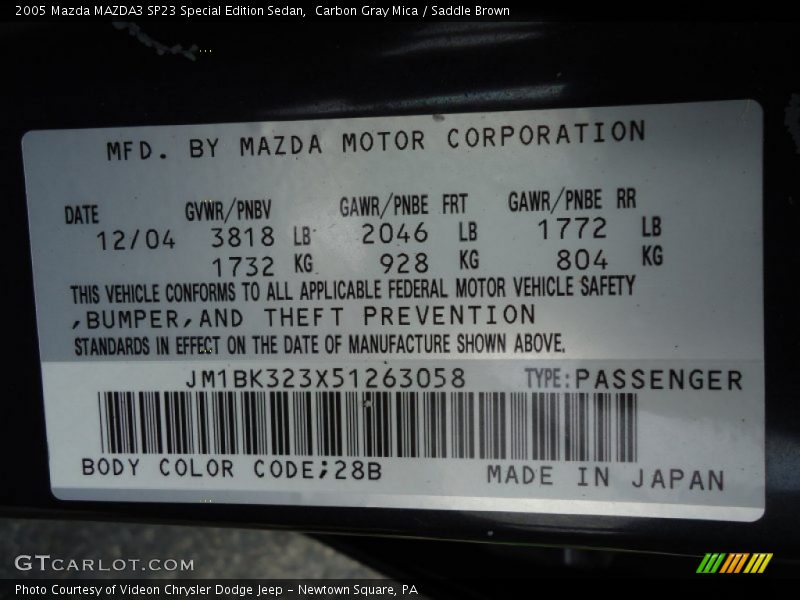 2005 Mazda MAZDA3 SP23 Special Edition Sedan,  Carbon Gray Mica / Saddle Brown
MFD. BY MAZDA MOTOR CORPORATION
DATE GVWR/PNBV GAWR/PNBE FRT GAWR/PNBE RR
12/04 3818 LB 2046 LB 1772 LB
1732 KG 928 KG 804 KG
THIS VEHICLE CONFORMS TO ALL APPLICABLE FEDERAL MOTOR VEHICLE SAFETY
,BUMPER,AND THEFT PREVENTION
STANDARDS IN EFFECT ON THE DATE OF MANUFACTURE SHOWN ABOVE.
JM1BK323X51263058 TYPE:PASSENGER
BODY COLOR CODE;28B MADE IN JAPAN
GTCARLOT.COM
Photo Courtesy of Videon Chrysler Dodge Jeep – Newtown Square, PA